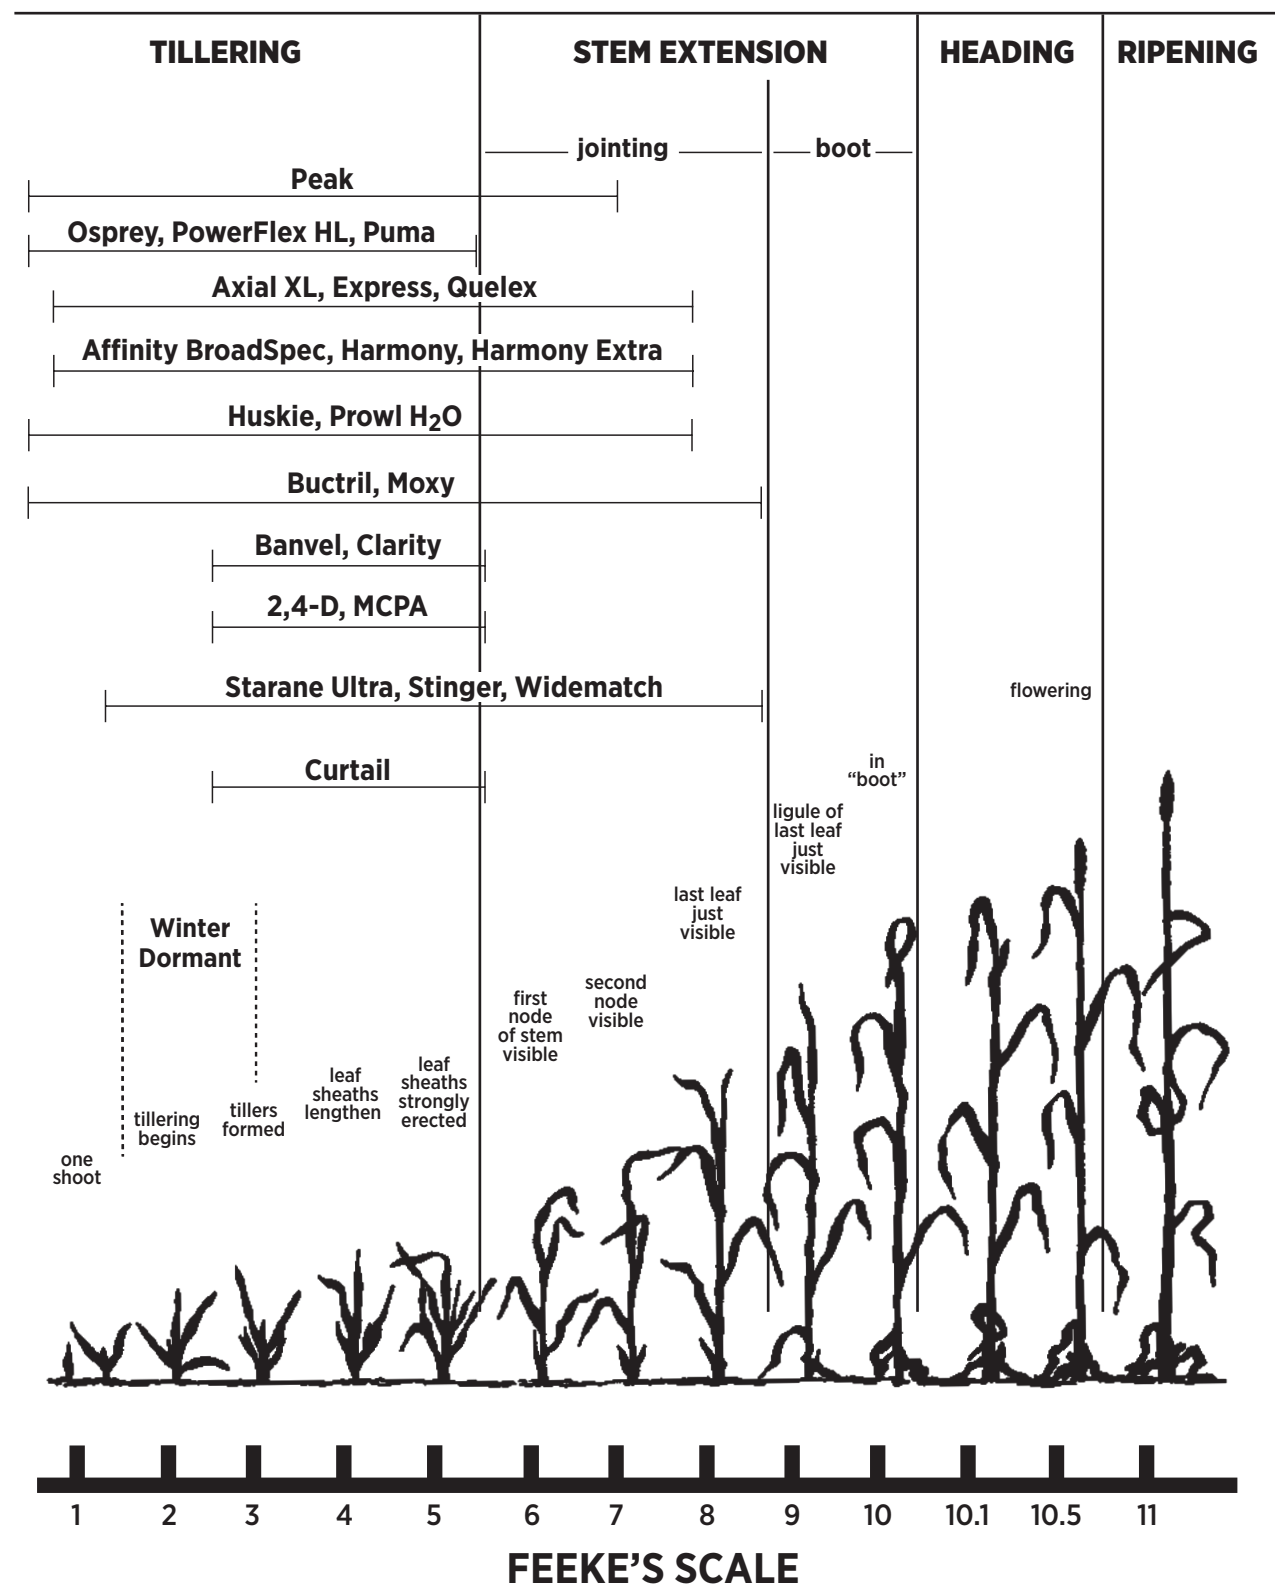 TILLERING
STEM EXTENSION
HEADING
RIPENING
jointing
boot
Peak
Osprey, PowerFlex HL, Puma
Axial XL, Express, Quelex
Affinity BroadSpec, Harmony, Harmony Extra
Huskie, Prowl H₂O
Buctril, Moxy
Banvel, Clarity
2,4-D, MCPA
Starane Ultra, Stinger, Widematch
Curtail
Winter
Dormant
one
shoot
tillering
begins
tillers
formed
leaf
sheaths
lengthen
leaf
sheaths
strongly
erected
first
node
of stem
visible
second
node
visible
last leaf
just
visible
ligule of
last leaf
just
visible
in
“boot”
flowering
1 2 3 4 5 6 7 8 9 10 10.1 10.5 11
FEEKE’S SCALE